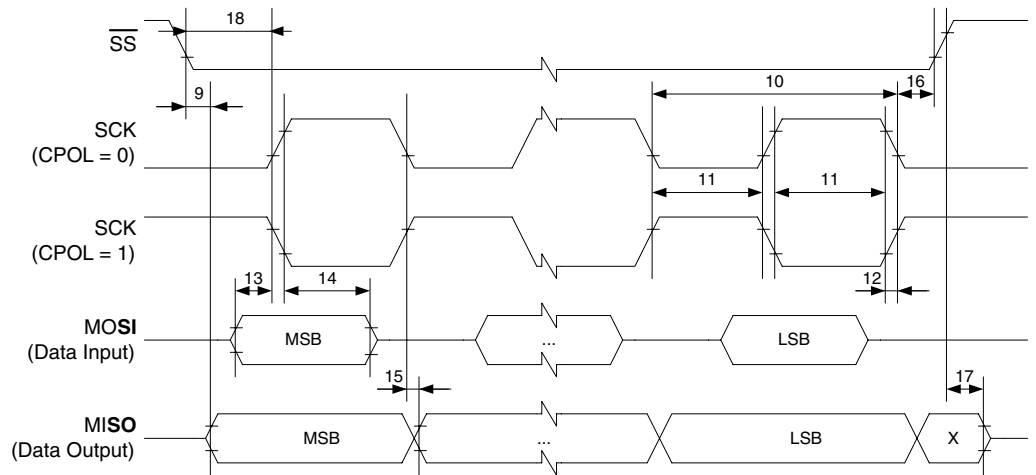 18
SS
10
16
9
SCK
(CPOL = 0)
11
11
SCK
(CPOL = 1)
13
14
12
MOSI
(Data Input)
MSB
...
LSB
15
17
MISO
(Data Output)
MSB
...
LSB
X